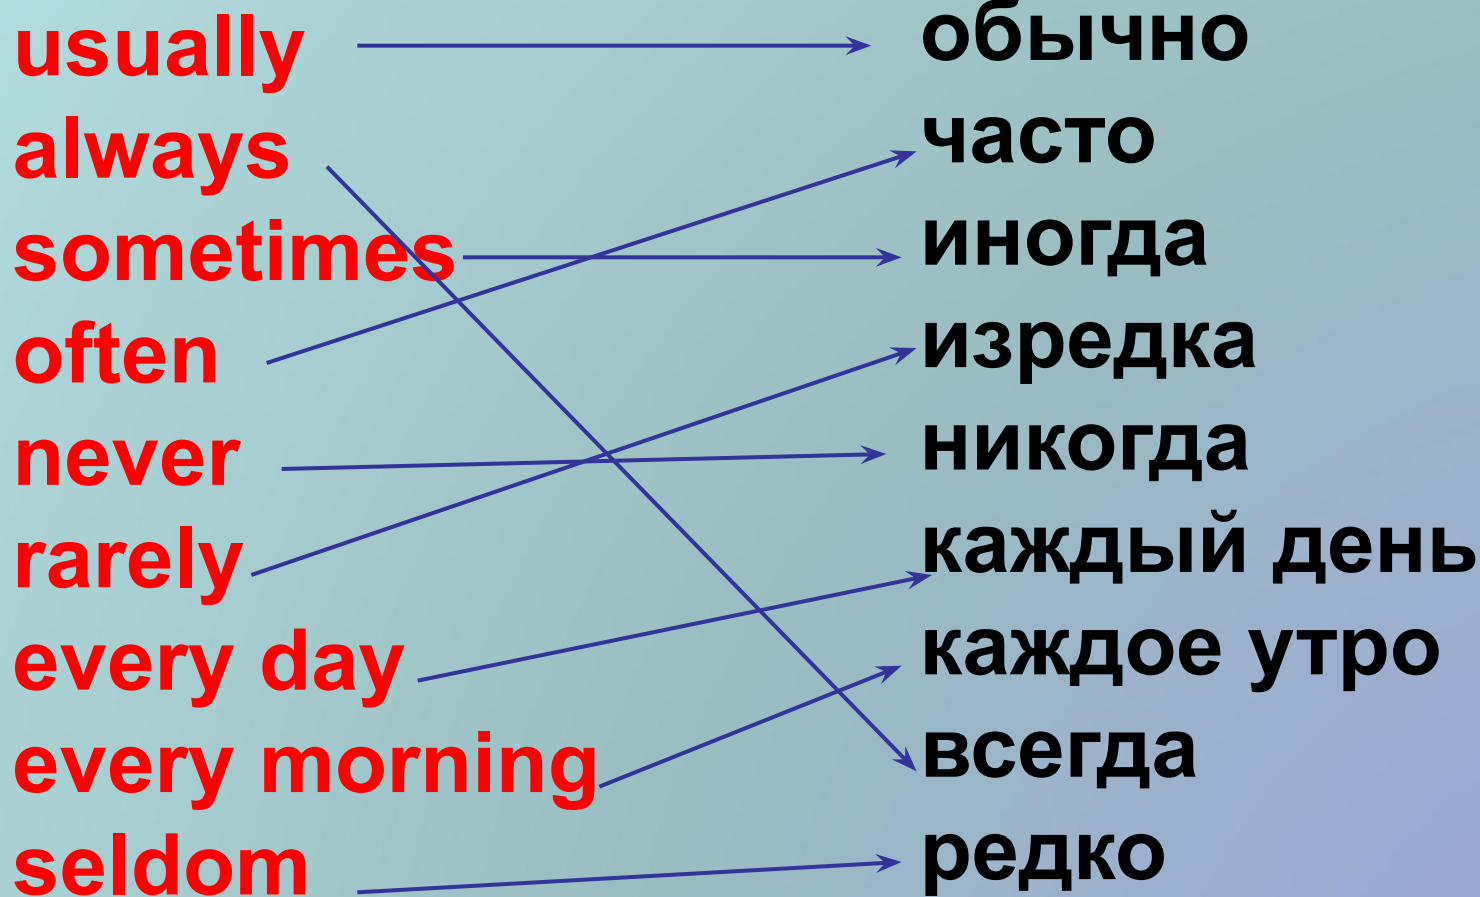 usually
always
sometimes
often
never
rarely
every day
every morning
seldom
обычно
часто
иногда
изредка
никогда
каждый день
каждое утро
всегда
редко